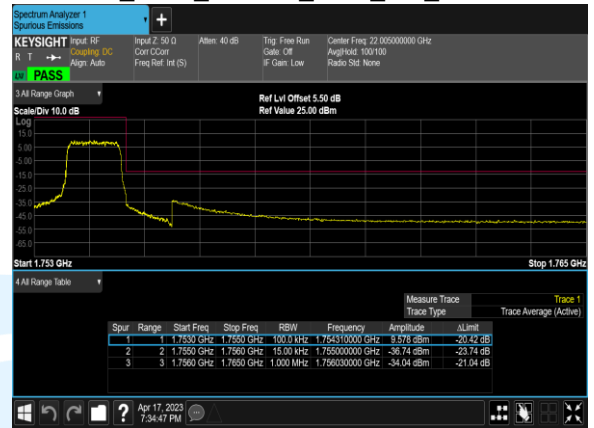 Spectrum Analyzer 1
Spurious Emissions
KEYSIGHT Input: RF Input Z: 50 Ω Atten: 40 dB Trig: Free Run Center Freq: 22.005000000 GHz
R T Coupling: DC Corr CCorr Gate: Off Avg|Hold: 100/100
Align: Auto Freq Ref: Int (S) IF Gain: Low Radio Std: None
PASS
3 All Range Graph
Ref Lvl Offset 5.50 dB
Scale/Div 10.0 dB Ref Value 25.00 dBm
Log
15.0
5.00
-5.00
-15.0
-25.0
-35.0
-45.0
-55.0
-65.0
Start 1.753 GHz Stop 1.765 GHz
4 All Range Table
Measure Trace Trace 1
Trace Type Trace Average (Active)
Spur Range Start Freq Stop Freq RBW Frequency Amplitude ΔLimit
1 1 1.7530 GHz 1.7550 GHz 100.0 kHz 1.754310000 GHz 9.578 dBm -20.42 dB
2 2 1.7550 GHz 1.7560 GHz 15.00 kHz 1.755000000 GHz -36.74 dBm -23.74 dB
3 3 1.7560 GHz 1.7650 GHz 1.000 MHz 1.756030000 GHz -34.04 dBm -21.04 dB
Apr 17, 2023
7:34:47 PM